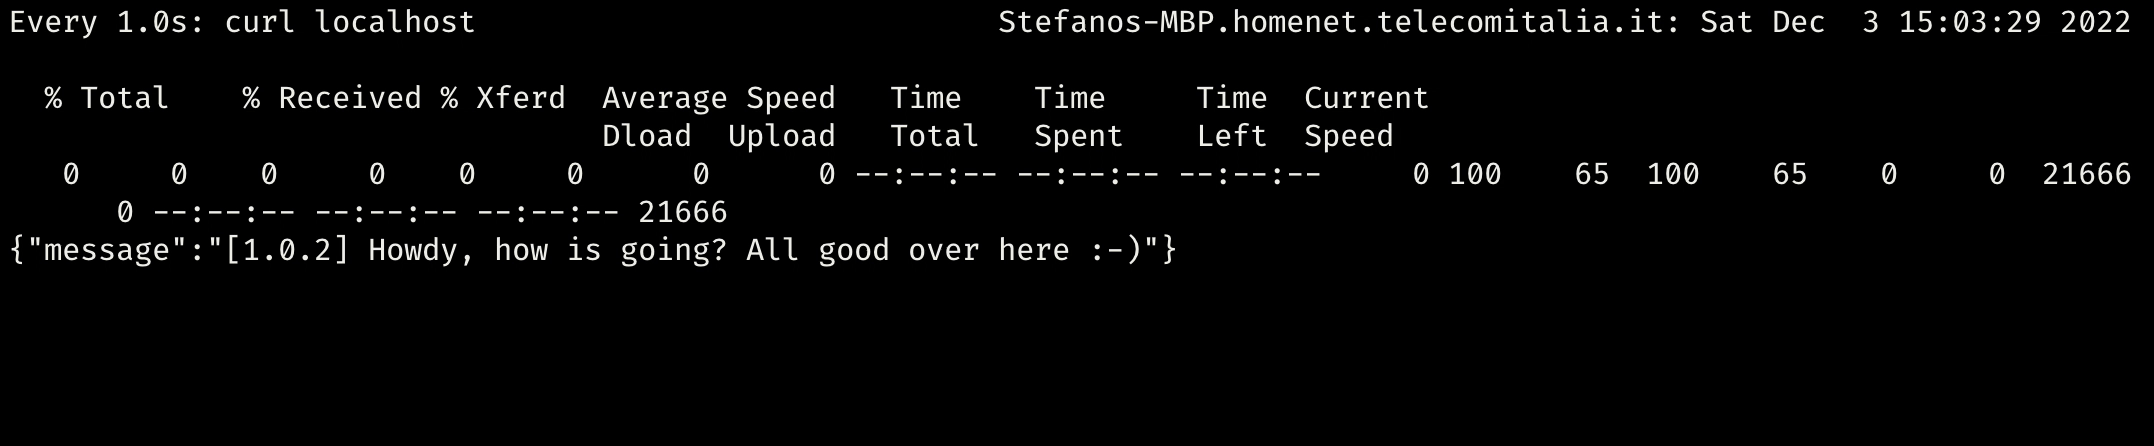 Every 1.0s: curl localhost                             Stefanos-MBP.homenet.telecomitalia.it: Sat Dec  3 15:03:29 2022
  % Total    % Received % Xferd  Average Speed   Time    Time     Time  Current
                                 Dload  Upload   Total   Spent    Left  Speed
   0     0    0     0    0     0      0      0 --:--:-- --:--:-- --:--:--     0 100    65  100    65    0     0  21666
      0 --:--:-- --:--:-- --:--:-- 21666
{"message":"[1.0.2] Howdy, how is going? All good over here :-)"}